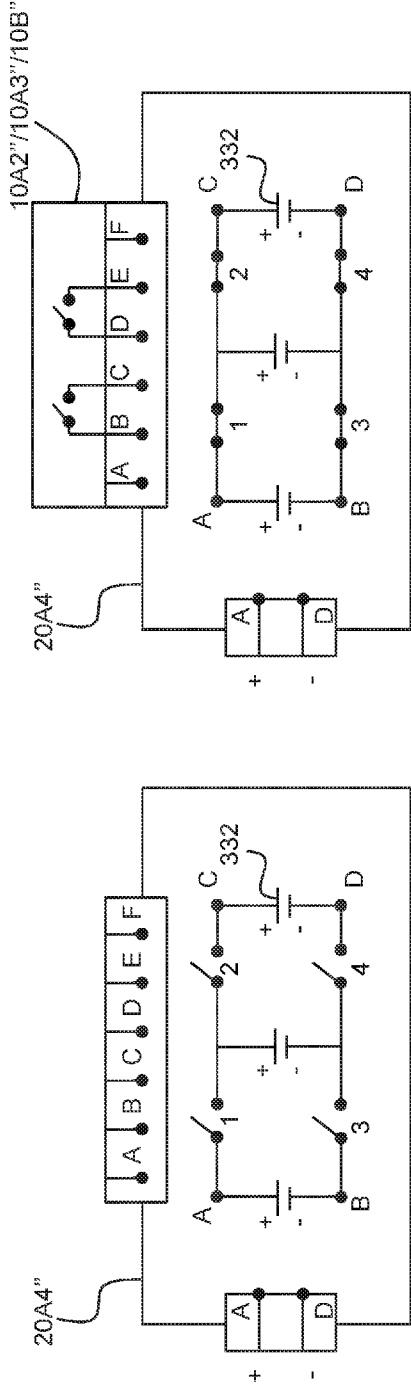 20A4"
A B C D E F
A 1 2 C
332
+ + +
- - -
B 3 4 D
+ A
- D
10A2"/10A3"/10B"
20A4"
A B C D E F
A 1 2 C
332
+ + +
- - -
B 3 4 D
+ A
- D